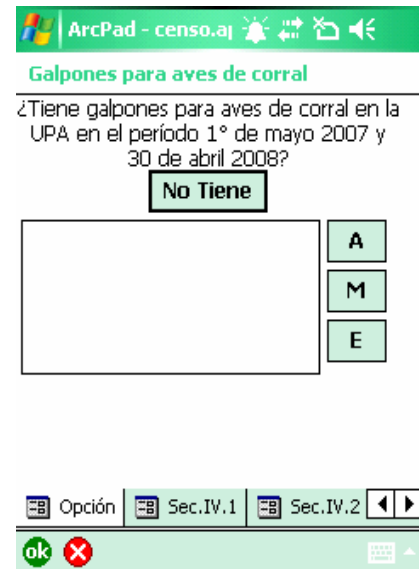 ArcPad - censo.a
Galpones para aves de corral
¿Tiene galpones para aves de corral en la
UPA en el período 1° de mayo 2007 y
30 de abril 2008?
No Tiene
A
M
E
Opción Sec.IV.1 Sec.IV.2
ok